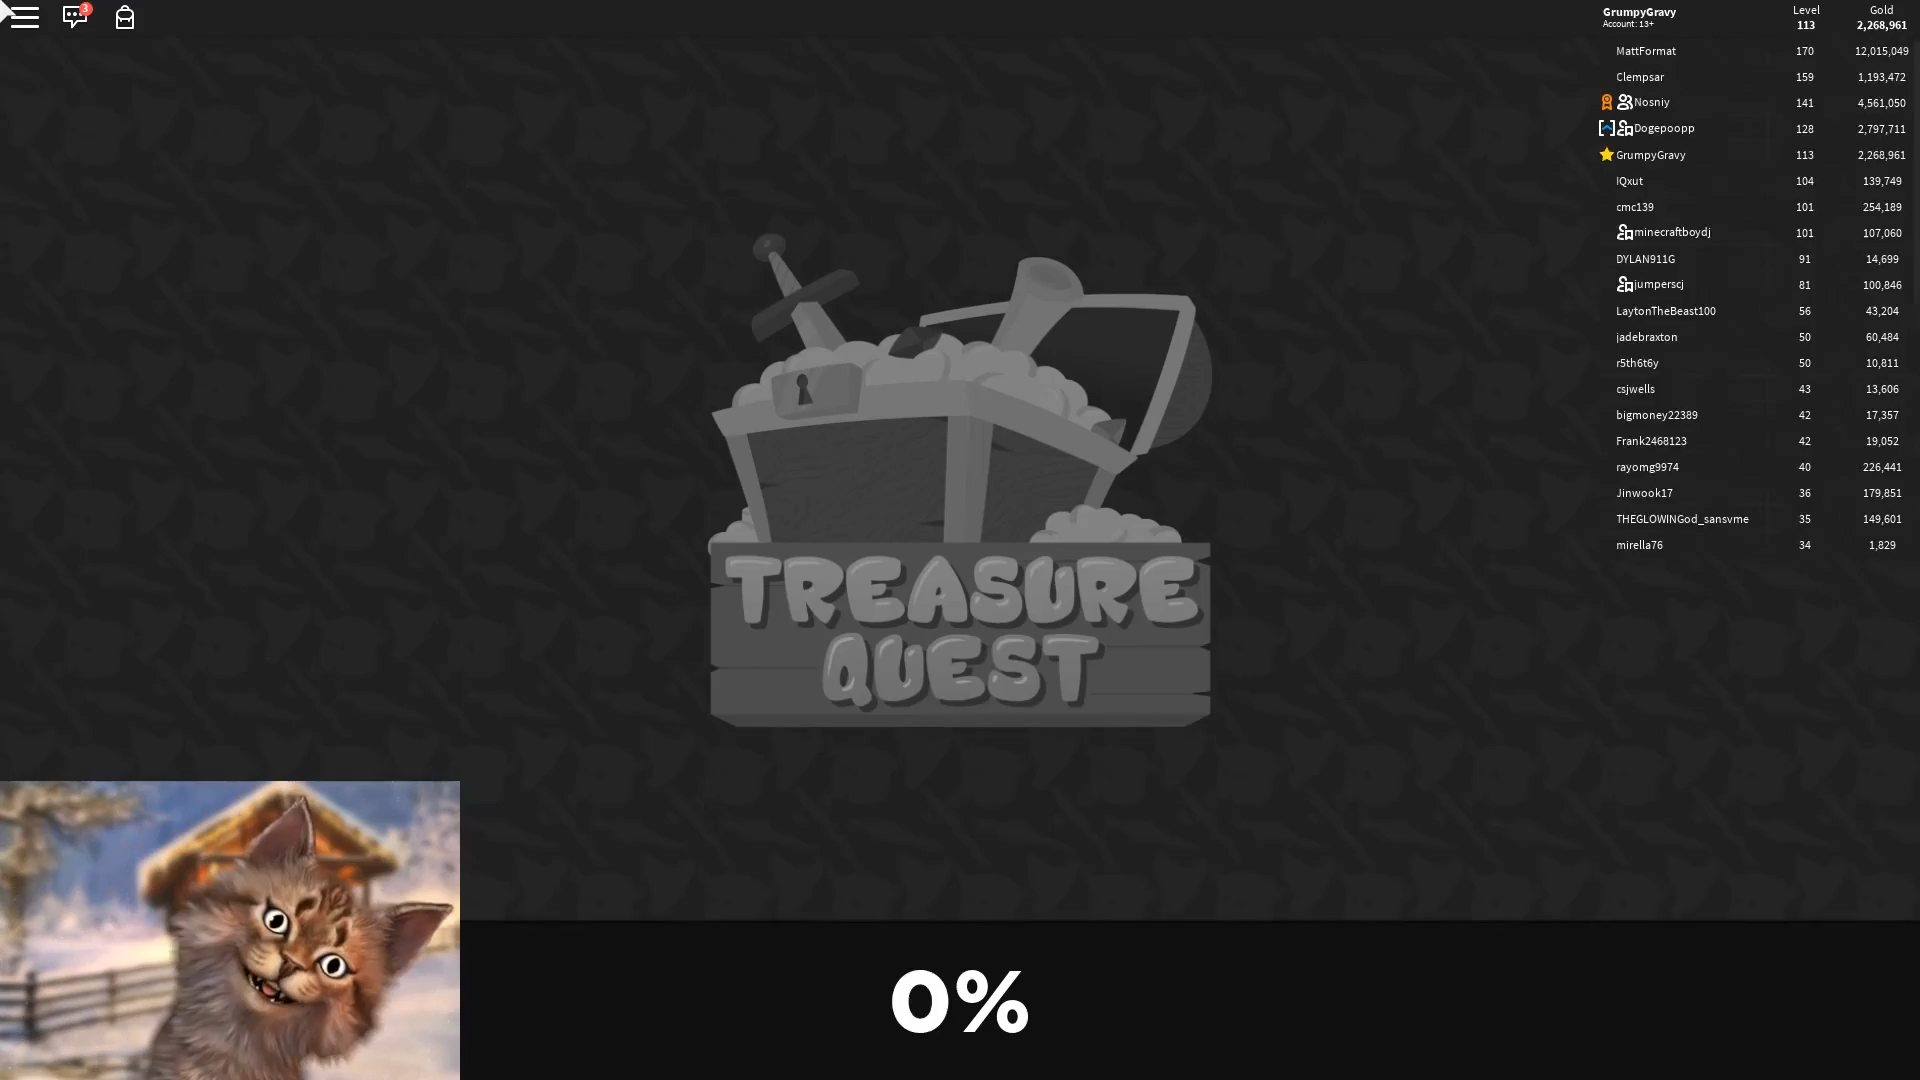 3
GrumpyGravy Level Gold
Account: 13+ 113 2,268,961
MattFormat 170 12,015,049
Clempsar 159 1,193,472
Nosniy 141 4,561,050
Dogepoopp 128 2,797,711
GrumpyGravy 113 2,268,961
IQxut 104 139,749
cmc139 101 254,189
minecraftboydj 101 107,060
DYLAN911G 91 14,699
jumperscj 81 100,846
LaytonTheBeast100 56 43,204
jadebraxton 50 60,484
r5th6t6y 50 10,811
csjwells 43 13,606
bigmoney22389 42 17,357
Frank2468123 42 19,052
rayomg9974 40 226,441
Jinwook17 36 179,851
THEGLOWINGod_sansvme 35 149,601
mirella76 34 1,829
TREASURE
QUEST
0%